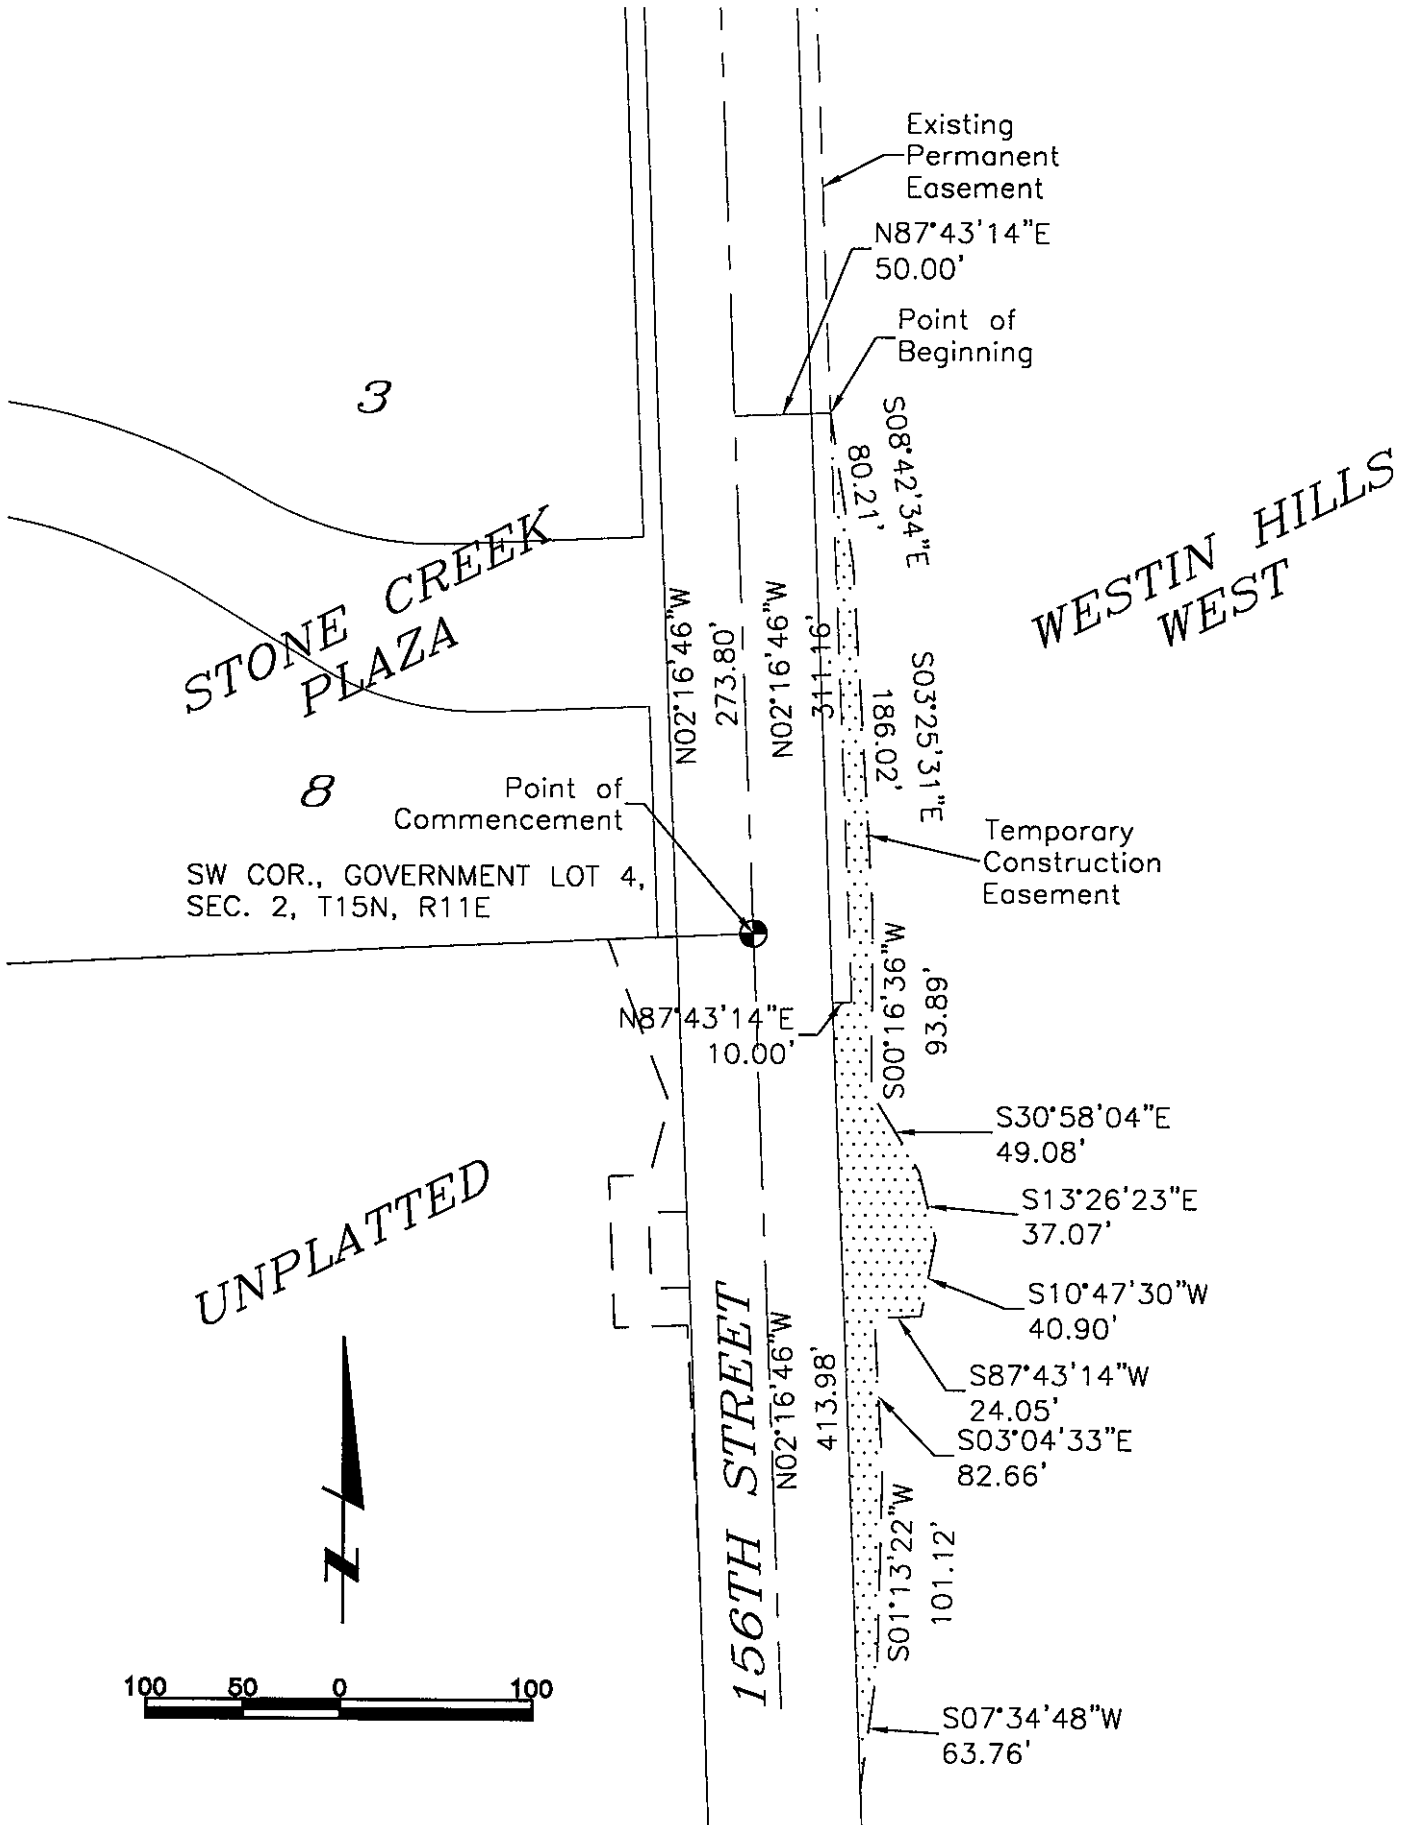 Existing
Permanent
Easement
N87°43'14"E
50.00'
Point of
Beginning
3
S08°42'34"E
80.21'
WESTIN HILLS
WEST
STONE CREEK
PLAZA
N02°16'46"W
273.80'
N02°16'46"W
311.16'
S03°25'31"E
186.02'
8
Point of
Commencement
SW COR., GOVERNMENT LOT 4,
SEC. 2, T15N, R11E
Temporary
Construction
Easement
N87°43'14"E
10.00'
S00°16'36"W
93.89'
S30°58'04"E
49.08'
S13°26'23"E
37.07'
UNPLATTED
S10°47'30"W
40.90'
S87°43'14"W
24.05'
S03°04'33"E
82.66'
156TH STREET
N02°16'46"W
413.98'
S01°13'22"W
101.12'
N
100 50 0 100
S07°34'48"W
63.76'